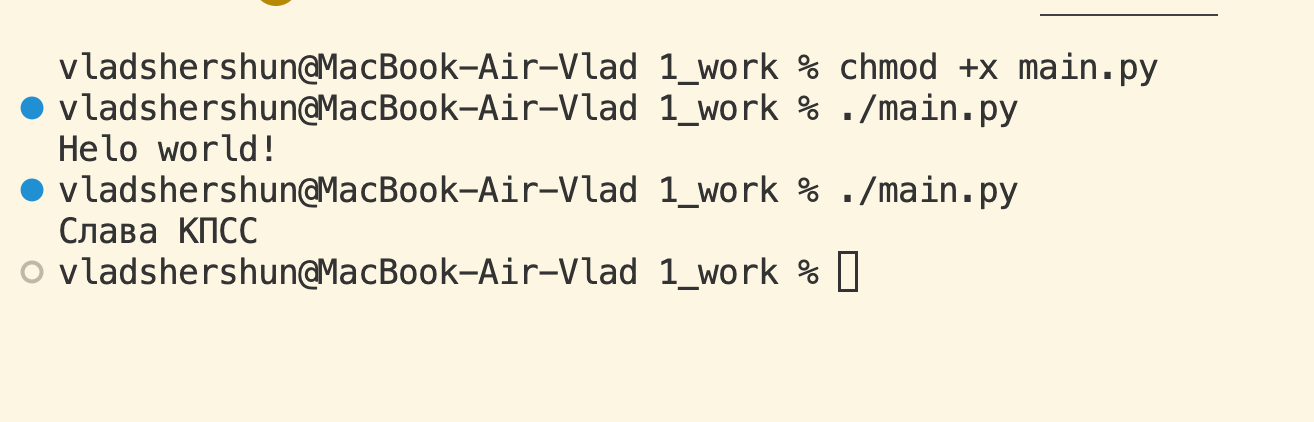 vladshershun@MacBook-Air-Vlad 1_work % chmod +x main.py
vladshershun@MacBook-Air-Vlad 1_work % ./main.py
Helo world!
vladshershun@MacBook-Air-Vlad 1_work % ./main.py
Слава КПСС
vladshershun@MacBook-Air-Vlad 1_work %